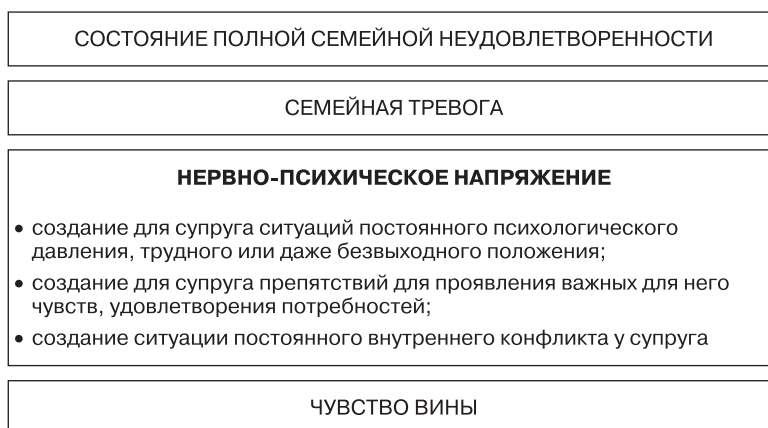 СОСТОЯНИЕ ПОЛНОЙ СЕМЕЙНОЙ НЕУДОВЛЕТВОРЕННОСТИ
СЕМЕЙНАЯ ТРЕВОГА
НЕРВНО-ПСИХИЧЕСКОЕ НАПРЯЖЕНИЕ
• создание для супруга ситуаций постоянного психологического
давления, трудного или даже безвыходного положения;
• создание для супруга препятствий для проявления важных для него
чувств, удовлетворения потребностей;
• создание ситуации постоянного внутреннего конфликта у супруга
ЧУВСТВО ВИНЫ